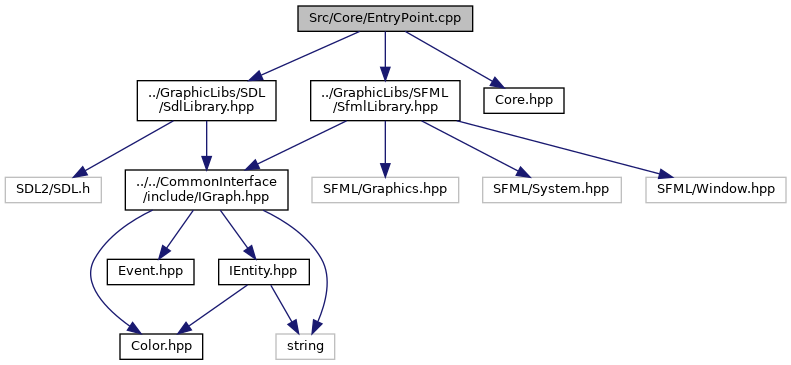 Src/Core/EntryPoint.cpp
../GraphicLibs/SDL
/SdlLibrary.hpp
../GraphicLibs/SFML
/SfmlLibrary.hpp
Core.hpp
SDL2/SDL.h
../../CommonInterface
/include/IGraph.hpp
SFML/Graphics.hpp
SFML/System.hpp
SFML/Window.hpp
Event.hpp
IEntity.hpp
Color.hpp
string